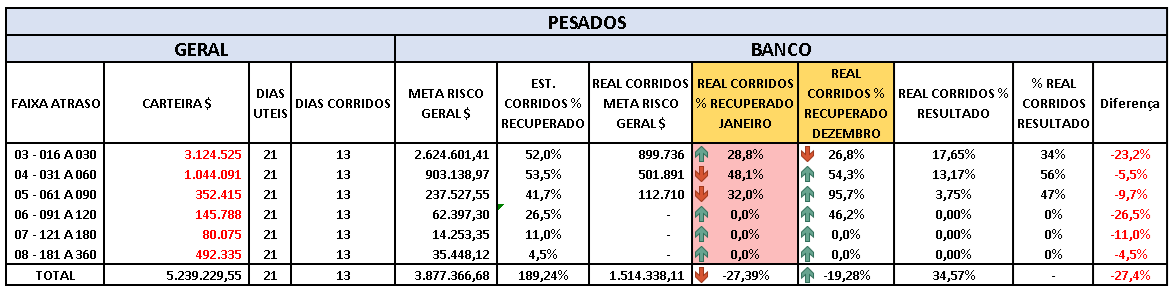 PESADOS
GERAL BANCO
FAIXA ATRASO CARTEIRA $ DIAS UTEIS DIAS CORRIDOS META RISCO GERAL $ EST. CORRIDOS % RECUPERADO REAL CORRIDOS META RISCO GERAL $ REAL CORRIDOS % RECUPERADO JANEIRO REAL CORRIDOS % RECUPERADO DEZEMBRO REAL CORRIDOS % RESULTADO % REAL CORRIDOS RESULTADO Diferença
03 - 016 A 030 3.124.525 21 13 2.624.601,41 52,0% 899.736 28,8% 26,8% 17,65% 34% -23,2%
04 - 031 A 060 1.044.091 21 13 903.138,97 53,5% 501.891 48,1% 54,3% 13,17% 56% -5,5%
05 - 061 A 090 352.415 21 13 237.527,55 41,7% 112.710 32,0% 95,7% 3,75% 47% -9,7%
06 - 091 A 120 145.788 21 13 62.397,30 26,5% - 0,0% 46,2% 0,00% 0% -26,5%
07 - 121 A 180 80.075 21 13 14.253,35 11,0% - 0,0% 0,0% 0,00% 0% -11,0%
08 - 181 A 360 492.335 21 13 35.448,12 4,5% - 0,0% 0,0% 0,00% 0% -4,5%
TOTAL 5.239.229,55 21 13 3.877.366,68 189,24% 1.514.338,11 -27,39% -19,28% 34,57% - -27,4%